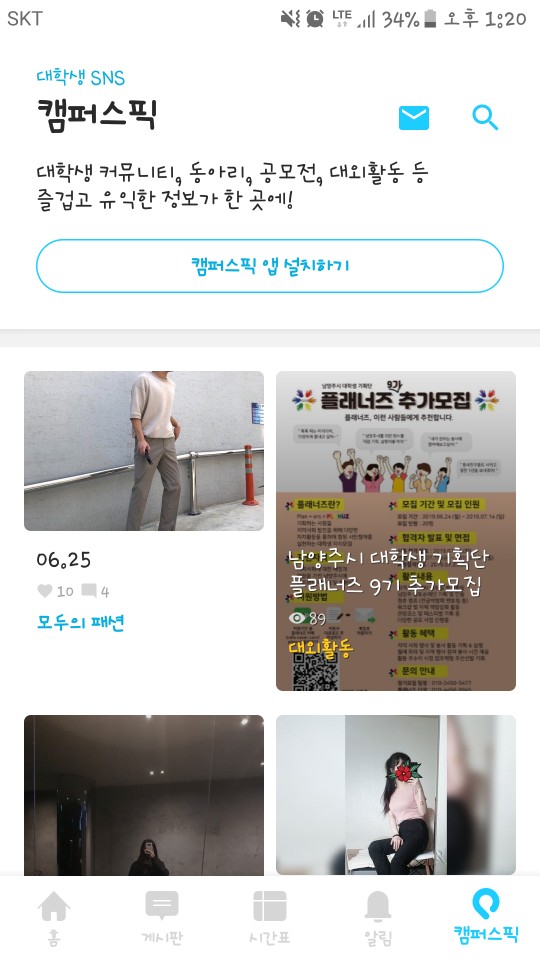 SKT
LTE
34%
오후 1:20
대학생 SNS
캠퍼스픽
대학생 커뮤니티, 동아리, 공모전, 대외활동 등
즐겁고 유익한 정보가 한 곳에!
캠퍼스픽 앱 설치하기
06.25
10 4
모두의 패션
남양주시 대학생 기획단 9기
플래너즈 추가모집
플래너즈, 이런 사람들에게 추천합니다.
플래너즈란?
모집 기간 및 모집 인원
합격자 발표 및 면접
남양주시 대학생 기획단
플래너즈 9기 추가모집
89
대외활동
활동 혜택
문의 안내
홈
게시판
시간표
알림
캠퍼스픽